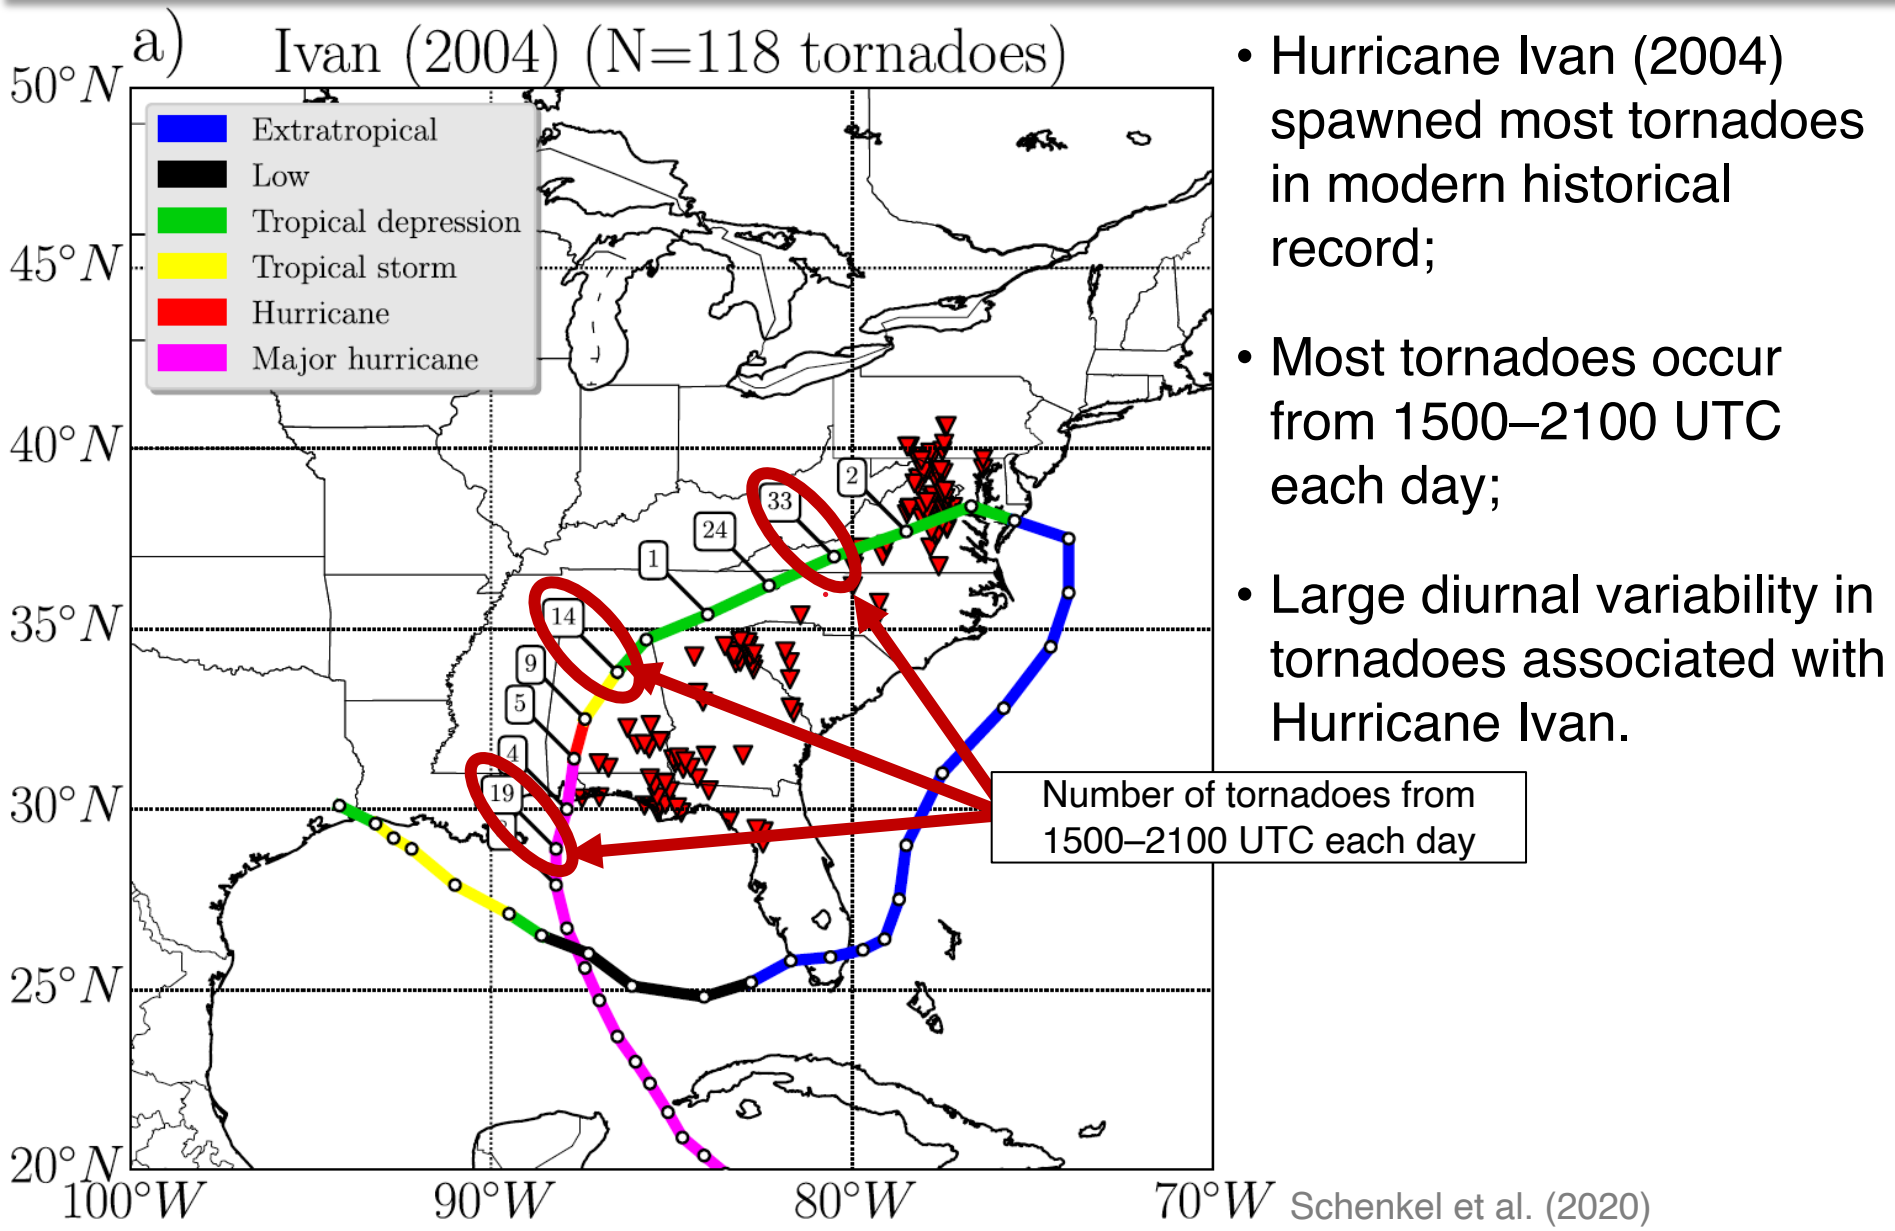 a) Ivan (2004) (N=118 tornadoes)
50°N
45°N
40°N
35°N
30°N
25°N
20°N
100°W
90°W
80°W
70°W
Extratropical
Low
Tropical depression
Tropical storm
Hurricane
Major hurricane
2
33
24
1
14
9
5
4
19
Number of tornadoes from
1500–2100 UTC each day
• Hurricane Ivan (2004)
spawned most tornadoes
in modern historical
record;
• Most tornadoes occur
from 1500–2100 UTC
each day;
• Large diurnal variability in
tornadoes associated with
Hurricane Ivan.
Schenkel et al. (2020)